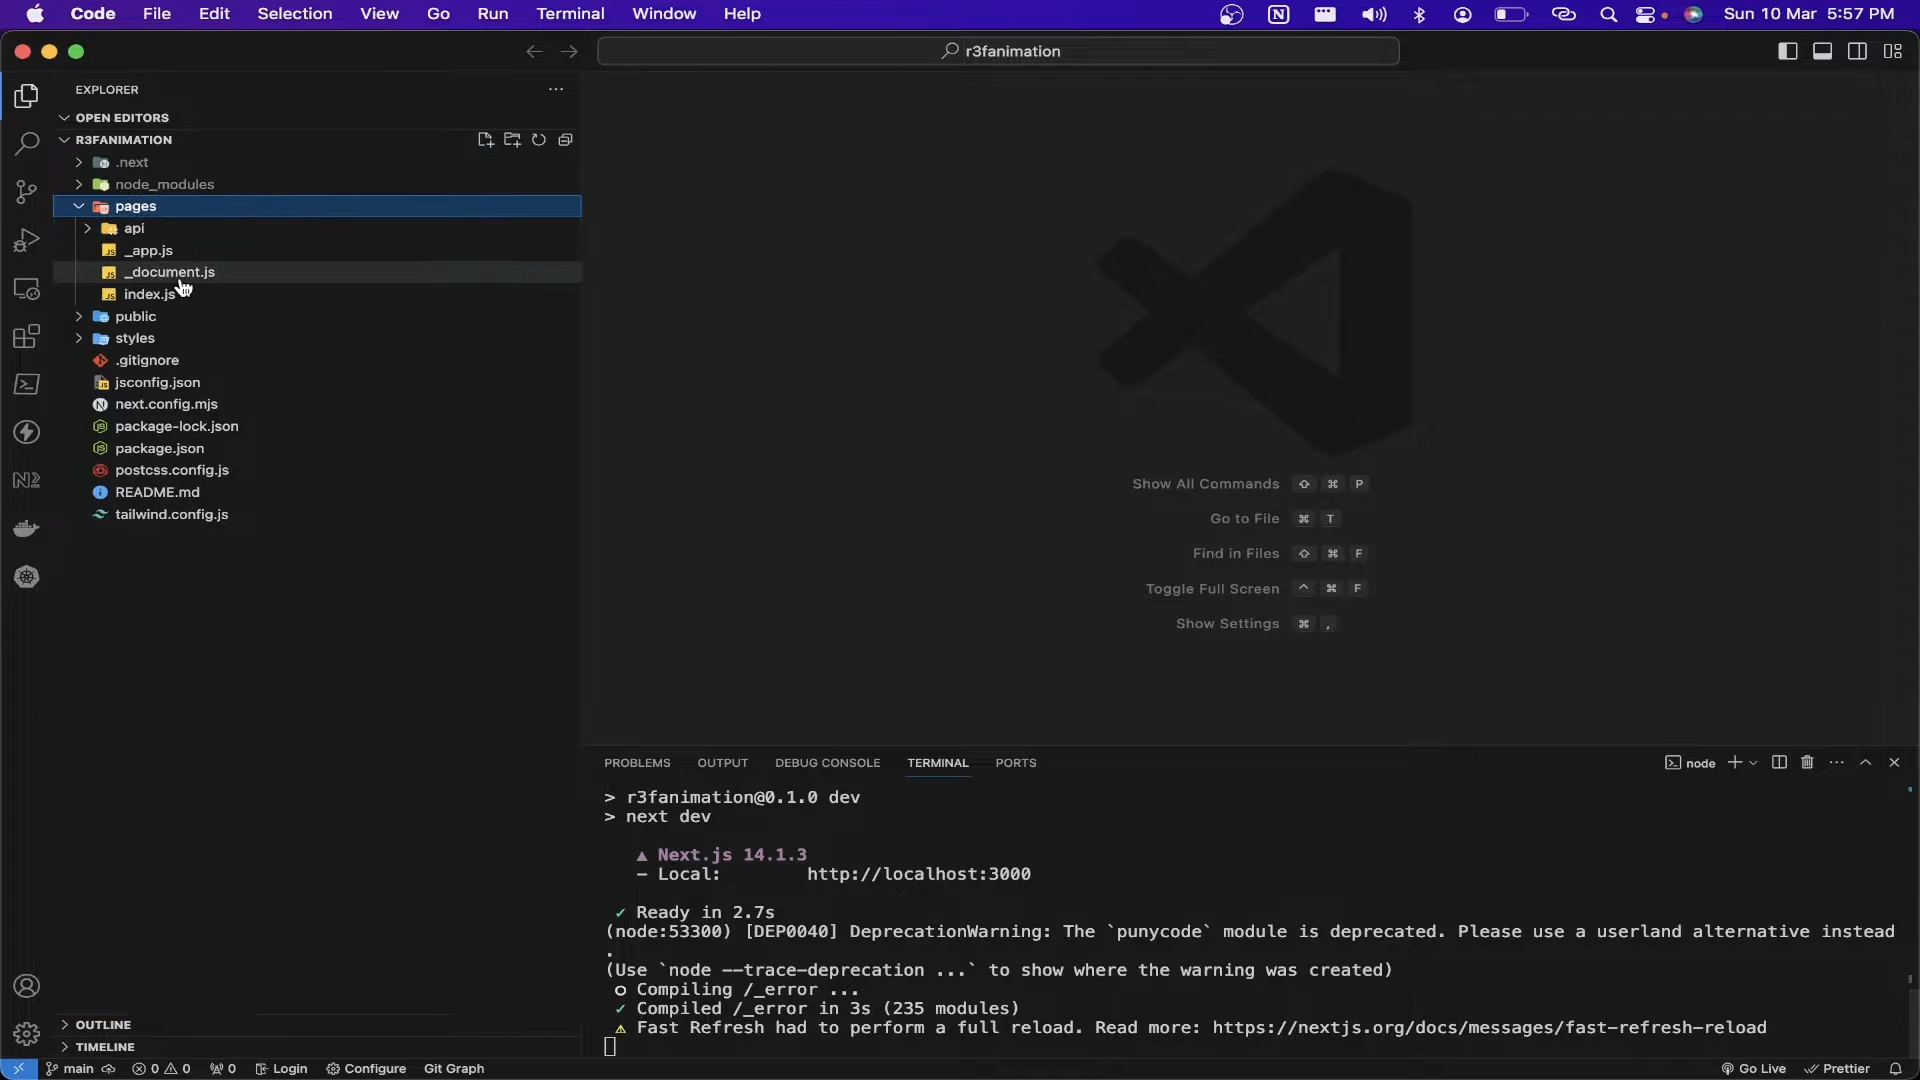 Code File Edit Selection View Go Run Terminal Window Help Sun 10 Mar 5:57 PM
r3fanimation
EXPLORER
OPEN EDITORS
R3FANIMATION
.next
node_modules
pages
api
_app.js
_document.js
index.js
public
styles
.gitignore
jsconfig.json
next.config.mjs
package-lock.json
package.json
postcss.config.js
README.md
tailwind.config.js
OUTLINE
TIMELINE
Show All Commands ⇧ ⌘ P
Go to File ⌘ T
Find in Files ⇧ ⌘ F
Toggle Full Screen ^ ⌘ F
Show Settings ⌘ ,
PROBLEMS OUTPUT DEBUG CONSOLE TERMINAL PORTS node
> r3fanimation@0.1.0 dev
> next dev
▲ Next.js 14.1.3
- Local: http://localhost:3000
✓ Ready in 2.7s
(node:53300) [DEP0040] DeprecationWarning: The `punycode` module is deprecated. Please use a userland alternative instead
.
(Use `node --trace-deprecation ...` to show where the warning was created)
○ Compiling /_error ...
✓ Compiled /_error in 3s (235 modules)
⚠ Fast Refresh had to perform a full reload. Read more: https://nextjs.org/docs/messages/fast-refresh-reload
main 0 0 0 Login Configure Git Graph Go Live Prettier